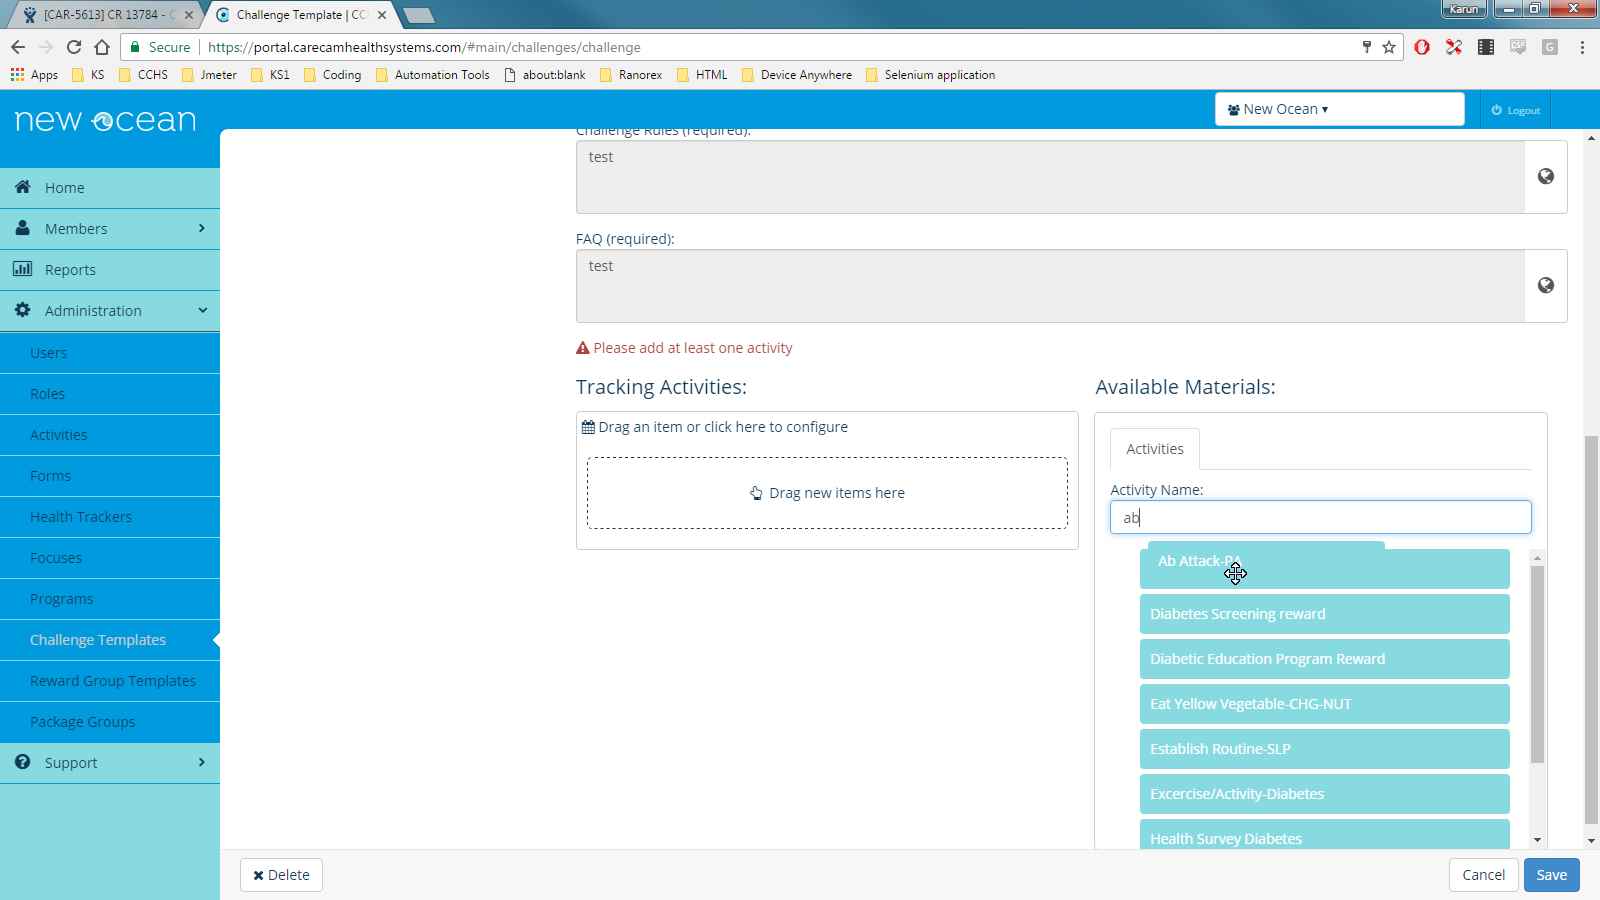 [CAR-5613] CR 13784 - C
Challenge Template | CC
Karun
Secure
https://portal.carecamhealthsystems.com/#main/challenges/challenge
CSP
G
Apps
KS
CCHS
Jmeter
KS1
Coding
Automation Tools
about:blank
Ranorex
HTML
Device Anywhere
Selenium application
new ocean
New Ocean
Logout
Home
Members
Reports
Administration
Users
Roles
Activities
Forms
Health Trackers
Focuses
Programs
Challenge Templates
Reward Group Templates
Package Groups
Support
Challenge Rules (required):
test
FAQ (required):
test
Please add at least one activity
Tracking Activities:
Drag an item or click here to configure
Drag new items here
Available Materials:
Activities
Activity Name:
ab
Ab Attack-PA
Diabetes Screening reward
Diabetic Education Program Reward
Eat Yellow Vegetable-CHG-NUT
Establish Routine-SLP
Excercise/Activity-Diabetes
Health Survey Diabetes
Delete
Cancel
Save